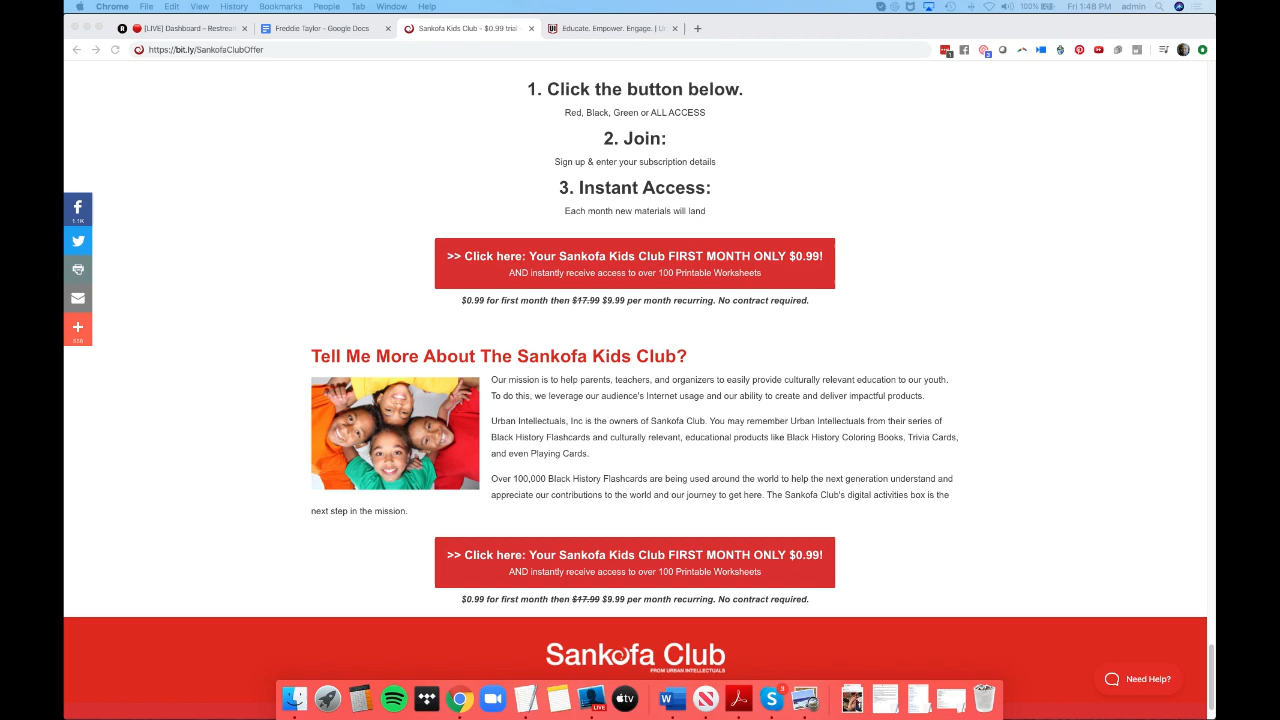 Chrome File Edit View History Bookmarks People Tab Window Help
100% Fri 1:48 PM admin
[LIVE] Dashboard – Restream
Freddie Taylor - Google Docs
Sankofa Kids Club – $0.99 trial
Educate. Empower. Engage. | U
https://bit.ly/SankofaClubOffer
1. Click the button below.
Red, Black, Green or ALL ACCESS
2. Join:
Sign up & enter your subscription details
3. Instant Access:
Each month new materials will land
1.1K
>> Click here: Your Sankofa Kids Club FIRST MONTH ONLY $0.99!
AND instantly receive access to over 100 Printable Worksheets
$0.99 for first month then $17.99 $9.99 per month recurring. No contract required.
Tell Me More About The Sankofa Kids Club?
Our mission is to help parents, teachers, and organizers to easily provide culturally relevant education to our youth.
To do this, we leverage our audience's Internet usage and our ability to create and deliver impactful products.
Urban Intellectuals, Inc is the owners of Sankofa Club. You may remember Urban Intellectuals from their series of
Black History Flashcards and culturally relevant, educational products like Black History Coloring Books, Trivia Cards,
and even Playing Cards.
Over 100,000 Black History Flashcards are being used around the world to help the next generation understand and
appreciate our contributions to the world and our journey to get here. The Sankofa Club's digital activities box is the
next step in the mission.
>> Click here: Your Sankofa Kids Club FIRST MONTH ONLY $0.99!
AND instantly receive access to over 100 Printable Worksheets
$0.99 for first month then $17.99 $9.99 per month recurring. No contract required.
Sankofa Club
FROM URBAN INTELLECTUALS
Need Help?
LIVE
tv